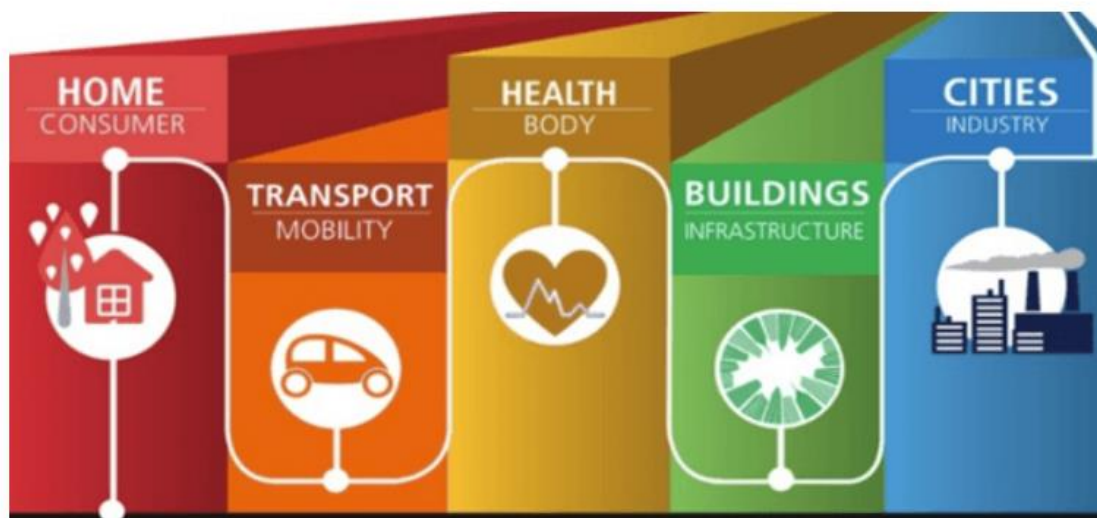 HOME
CONSUMER
TRANSPORT
MOBILITY
HEALTH
BODY
BUILDINGS
INFRASTRUCTURE
CITIES
INDUSTRY